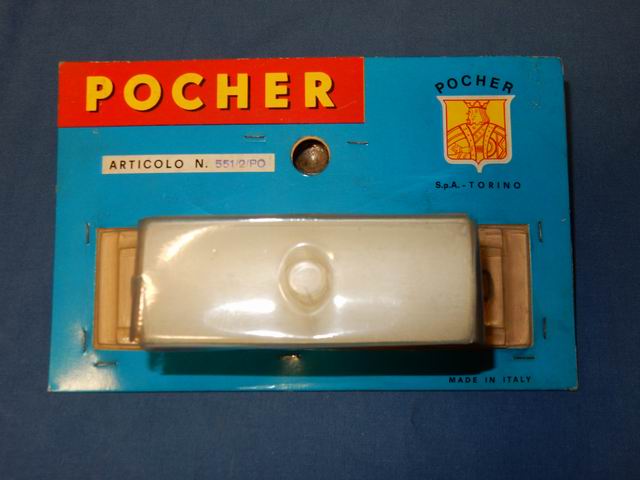 POCHER
POCHER
ARTICOLO N. 551/2/PO
S.p.A. - TORINO
MADE IN ITALY